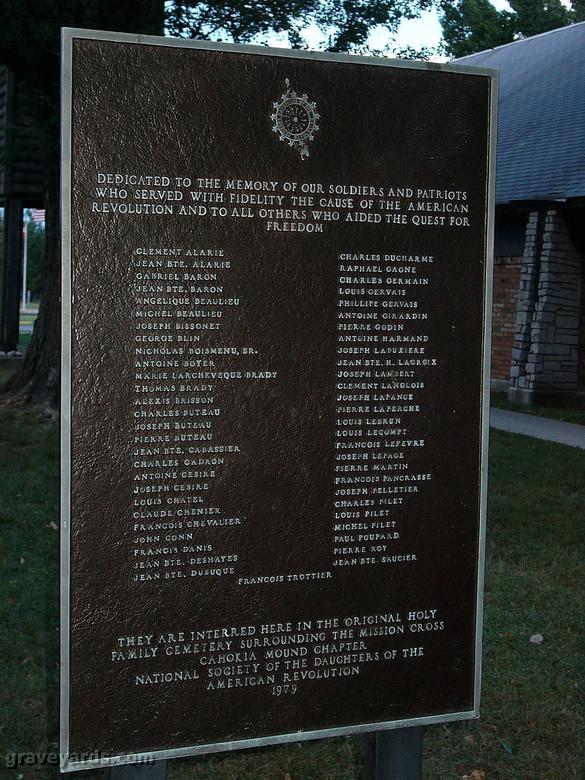 DEDICATED TO THE MEMORY OF OUR SOLDIERS AND PATRIOTS
WHO SERVED WITH FIDELITY THE CAUSE OF THE AMERICAN
REVOLUTION AND TO ALL OTHERS WHO AIDED THE QUEST FOR
FREEDOM
CLEMENT ALARIE
JEAN BTE. ALARIE
GABRIEL BARON
JEAN BTE. BARON
ANGELIQUE BEAULIEU
MICHEL BEAULIEU
JOSEPH BISSONET
GEORGE BLIN
NICHOLAS BOISMENU, SR.
ANTOINE BOYER
MARIE LARCHEVEQUE BRADY
THOMAS BRADY
ALEXIS BRISSON
CHARLES BUTEAU
JOSEPH BUTEAU
PIERRE BUTEAU
JEAN BTE. CABASSIER
CHARLES CADRON
ANTOINE CESIRE
JOSEPH CESIRE
LOUIS CHATEL
CLAUDE CHENIER
FRANCOIS CHEVALIER
JOHN CONN
FRANCIS DANIS
JEAN BTE. DESHAYES
JEAN BTE. DUBUQUE
CHARLES DUCHARME
RAPHAEL GAGNE
CHARLES GERMAIN
LOUIS GERVAIS
PHILLIPE GERVAIS
ANTOINE GIRARDIN
PIERRE GODIN
ANTOINE HARMAND
JOSEPH LABUXIERE
JEAN BTE. H. LACROIX
JOSEPH LAMBERT
CLEMENT LANGLOIS
JOSEPH LAPANCE
PIERRE LAPERCHE
LOUIS LEBRUN
LOUIS LECOMPT
FRANCOIS LEFEVRE
JOSEPH LEPAGE
PIERRE MARTIN
FRANCOIS PANCRASSE
JOSEPH PELLETIER
CHARLES PILET
LOUIS PILET
MICHEL PILET
PAUL POUPARD
PIERRE ROY
JEAN BTE. SAUCIER
FRANCOIS TROTTIER
THEY ARE INTERRED HERE IN THE ORIGINAL HOLY
FAMILY CEMETERY SURROUNDING THE MISSION CROSS
CAHOKIA MOUND CHAPTER
NATIONAL SOCIETY OF THE DAUGHTERS OF THE
AMERICAN REVOLUTION
1979
graveyards.com